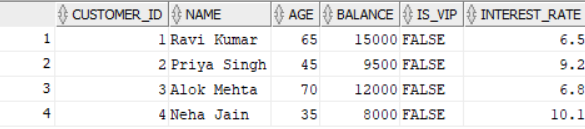 CUSTOMER_ID NAME AGE BALANCE IS_VIP INTEREST_RATE
1 1 Ravi Kumar 65 15000 FALSE 6.5
2 2 Priya Singh 45 9500 FALSE 9.2
3 3 Alok Mehta 70 12000 FALSE 6.8
4 4 Neha Jain 35 8000 FALSE 10.1